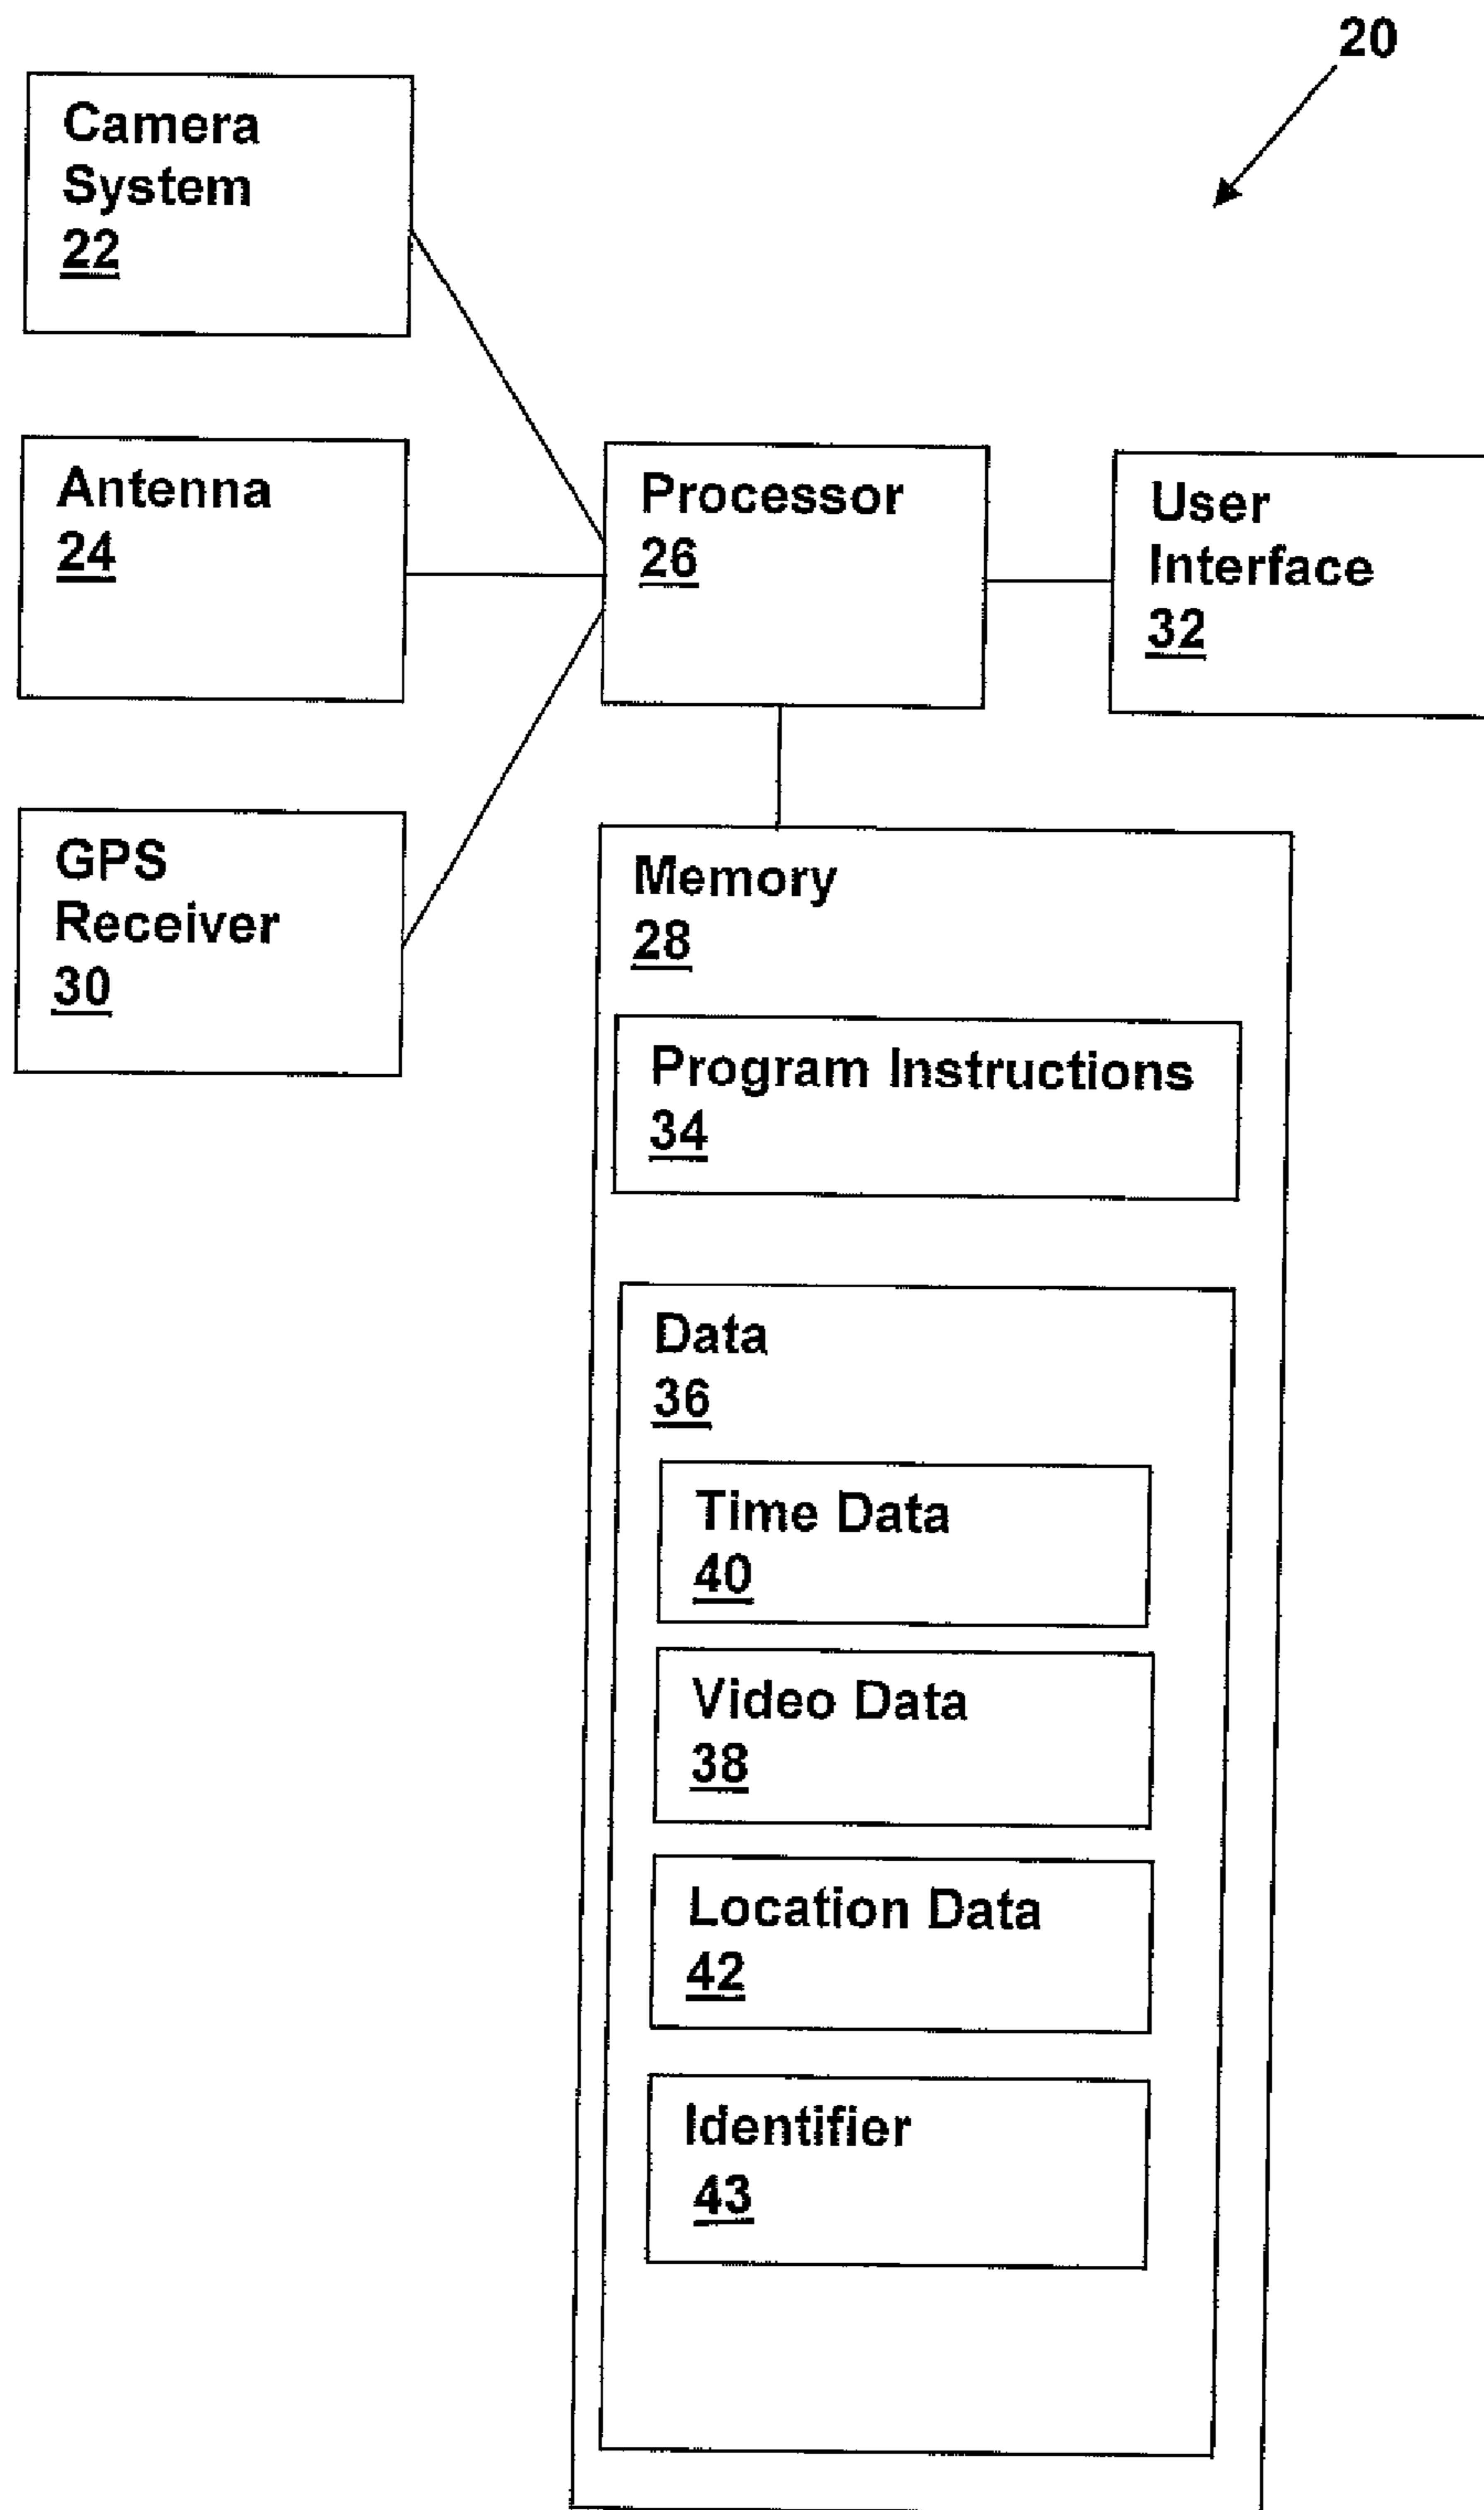 20
Camera
System
22
Antenna
24
Processor
26
User
Interface
32
GPS
Receiver
30
Memory
28
Program Instructions
34
Data
36
Time Data
40
Video Data
38
Location Data
42
Identifier
43